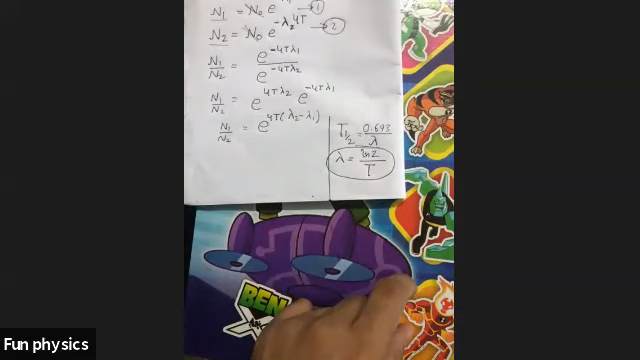 N₁ = N₀ e →①
N₂ = N₀ e^(-λ₂4T) →②
N₁/N₂ = e^(-4Tλ₁)/e^(-4Tλ₂)
N₁/N₂ = e^(4Tλ₂) e^(-4Tλ₁)
N₁/N₂ = e^(4T(λ₂-λ₁))
T₁/₂ = 0.693/λ
λ = ln2/T
BEN
Fun physics